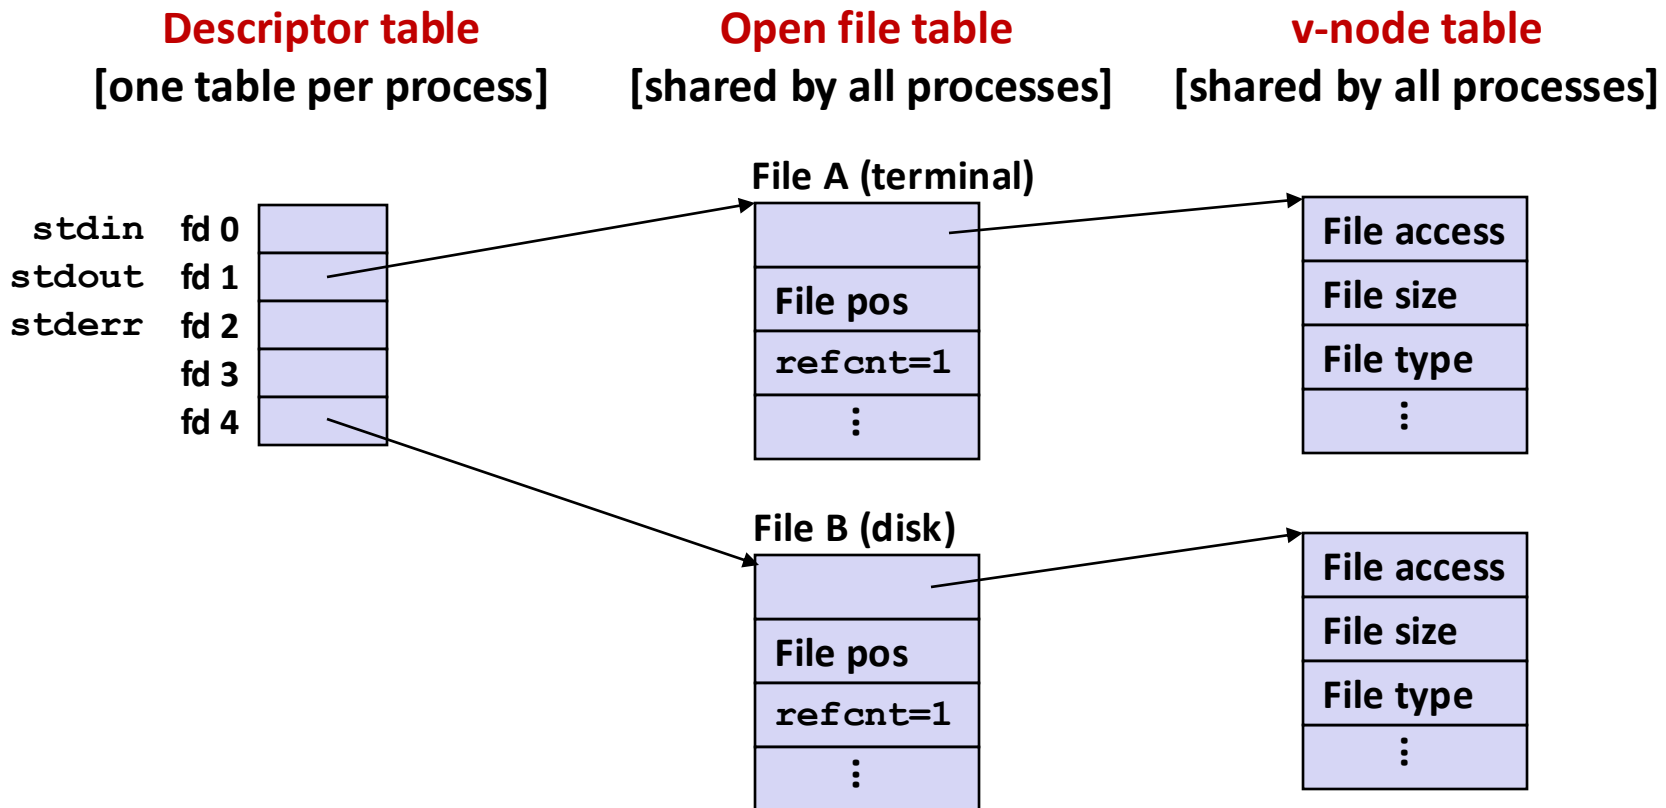 Descriptor table
[one table per process]
Open file table
[shared by all processes]
v-node table
[shared by all processes]
stdin fd 0
stdout fd 1
stderr fd 2
fd 3
fd 4
File A (terminal)
File pos
refcnt=1
⋮
File access
File size
File type
⋮
File B (disk)
File pos
refcnt=1
⋮
File access
File size
File type
⋮